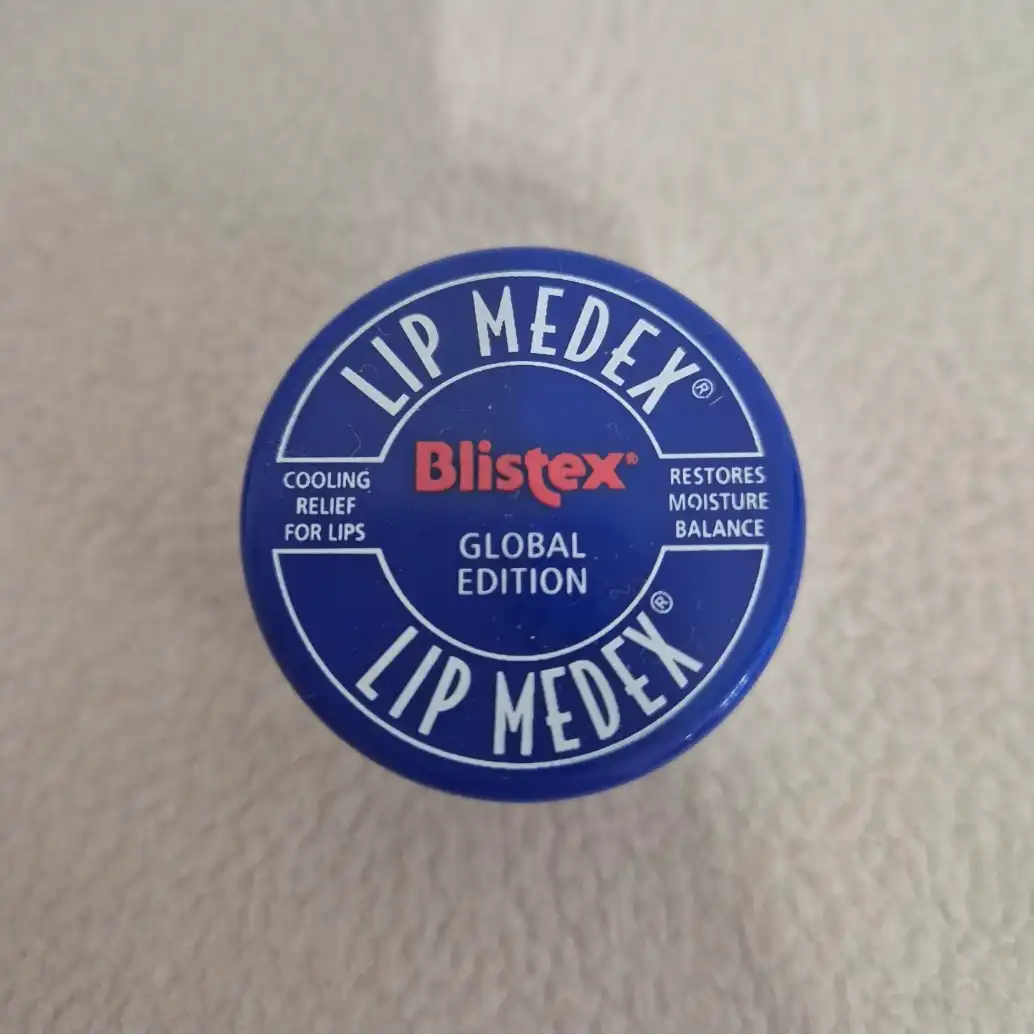 LIP MEDEX®
Blistex®
COOLING
RELIEF
FOR LIPS
RESTORES
MOISTURE
BALANCE
GLOBAL
EDITION
LIP MEDEX®